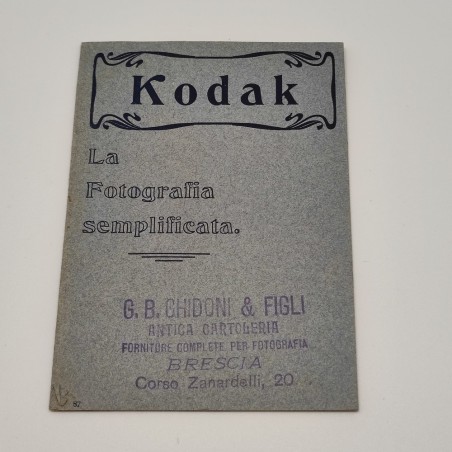 Kodak
La
Fotografia
semplificata.
G. B. GHIDONI & FIGLI
ANTICA CARTOLERIA
FORNITURE COMPLETE PER FOTOGRAFIA
BRESCIA
Corso Zanardelli, 20